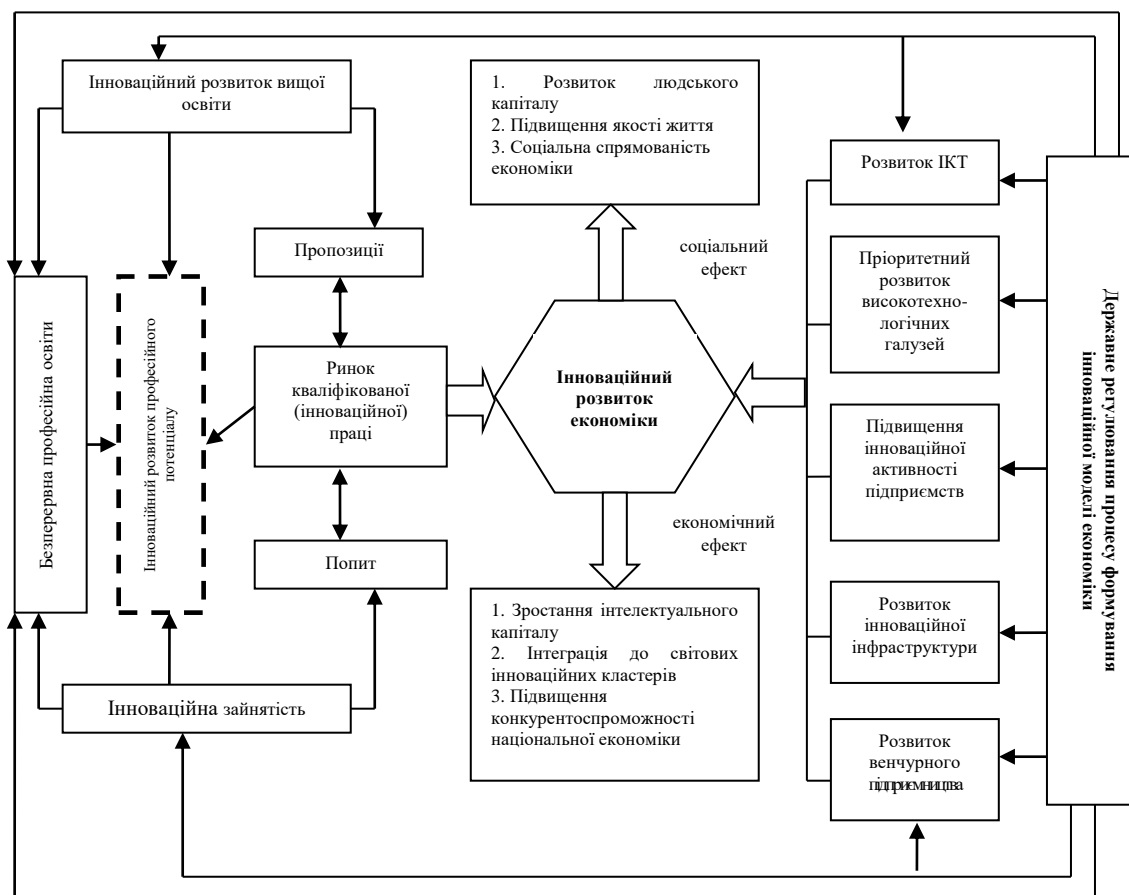 Інноваційний розвиток вищої
освіти
1. Розвиток людського
капіталу
2. Підвищення якості життя
3. Соціальна спрямованість
економіки
Розвиток ІКТ
Пропозиції
соціальний
ефект
Пріоритетний
розвиток
високотехно-
логічних
галузей
Державне регулювання процесу формування
інноваційної моделі економіки
Безперервна професійна освіти
Інноваційний розвиток професійного
потенціалу
Ринок
кваліфікованої
(інноваційної)
праці
Інноваційний
розвиток
економіки
Підвищення
інноваційної
активності
підприємств
економічний
ефект
Попит
1. Зростання інтелектуального
капіталу
2. Інтеграція до світових
інноваційних кластерів
3. Підвищення
конкурентоспроможності
національної економіки
Розвиток
інноваційної
інфраструктури
Інноваційна зайнятість
Розвиток
венчурного
підприємництва